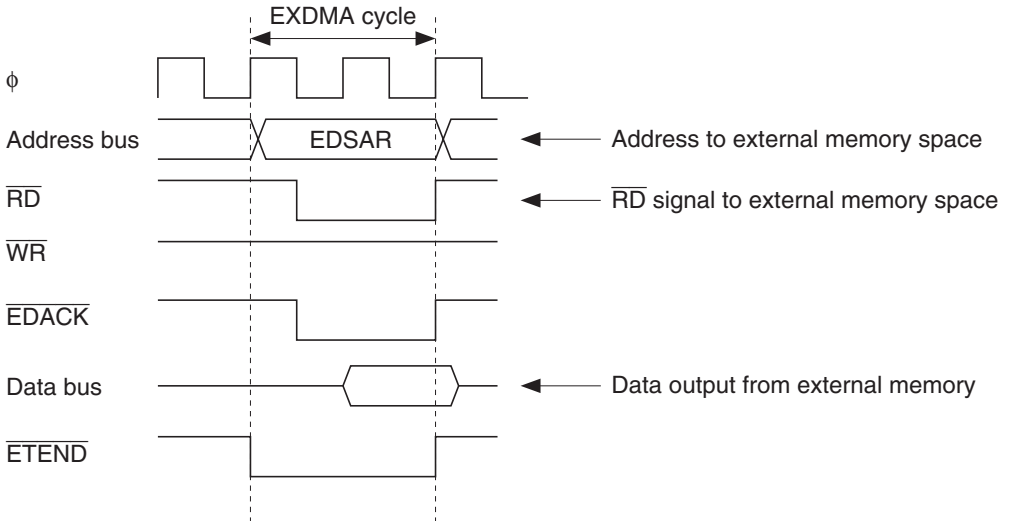 EXDMA cycle
ϕ
Address bus
EDSAR
Address to external memory space
RD
RD signal to external memory space
WR
EDACK
Data bus
Data output from external memory
ETEND